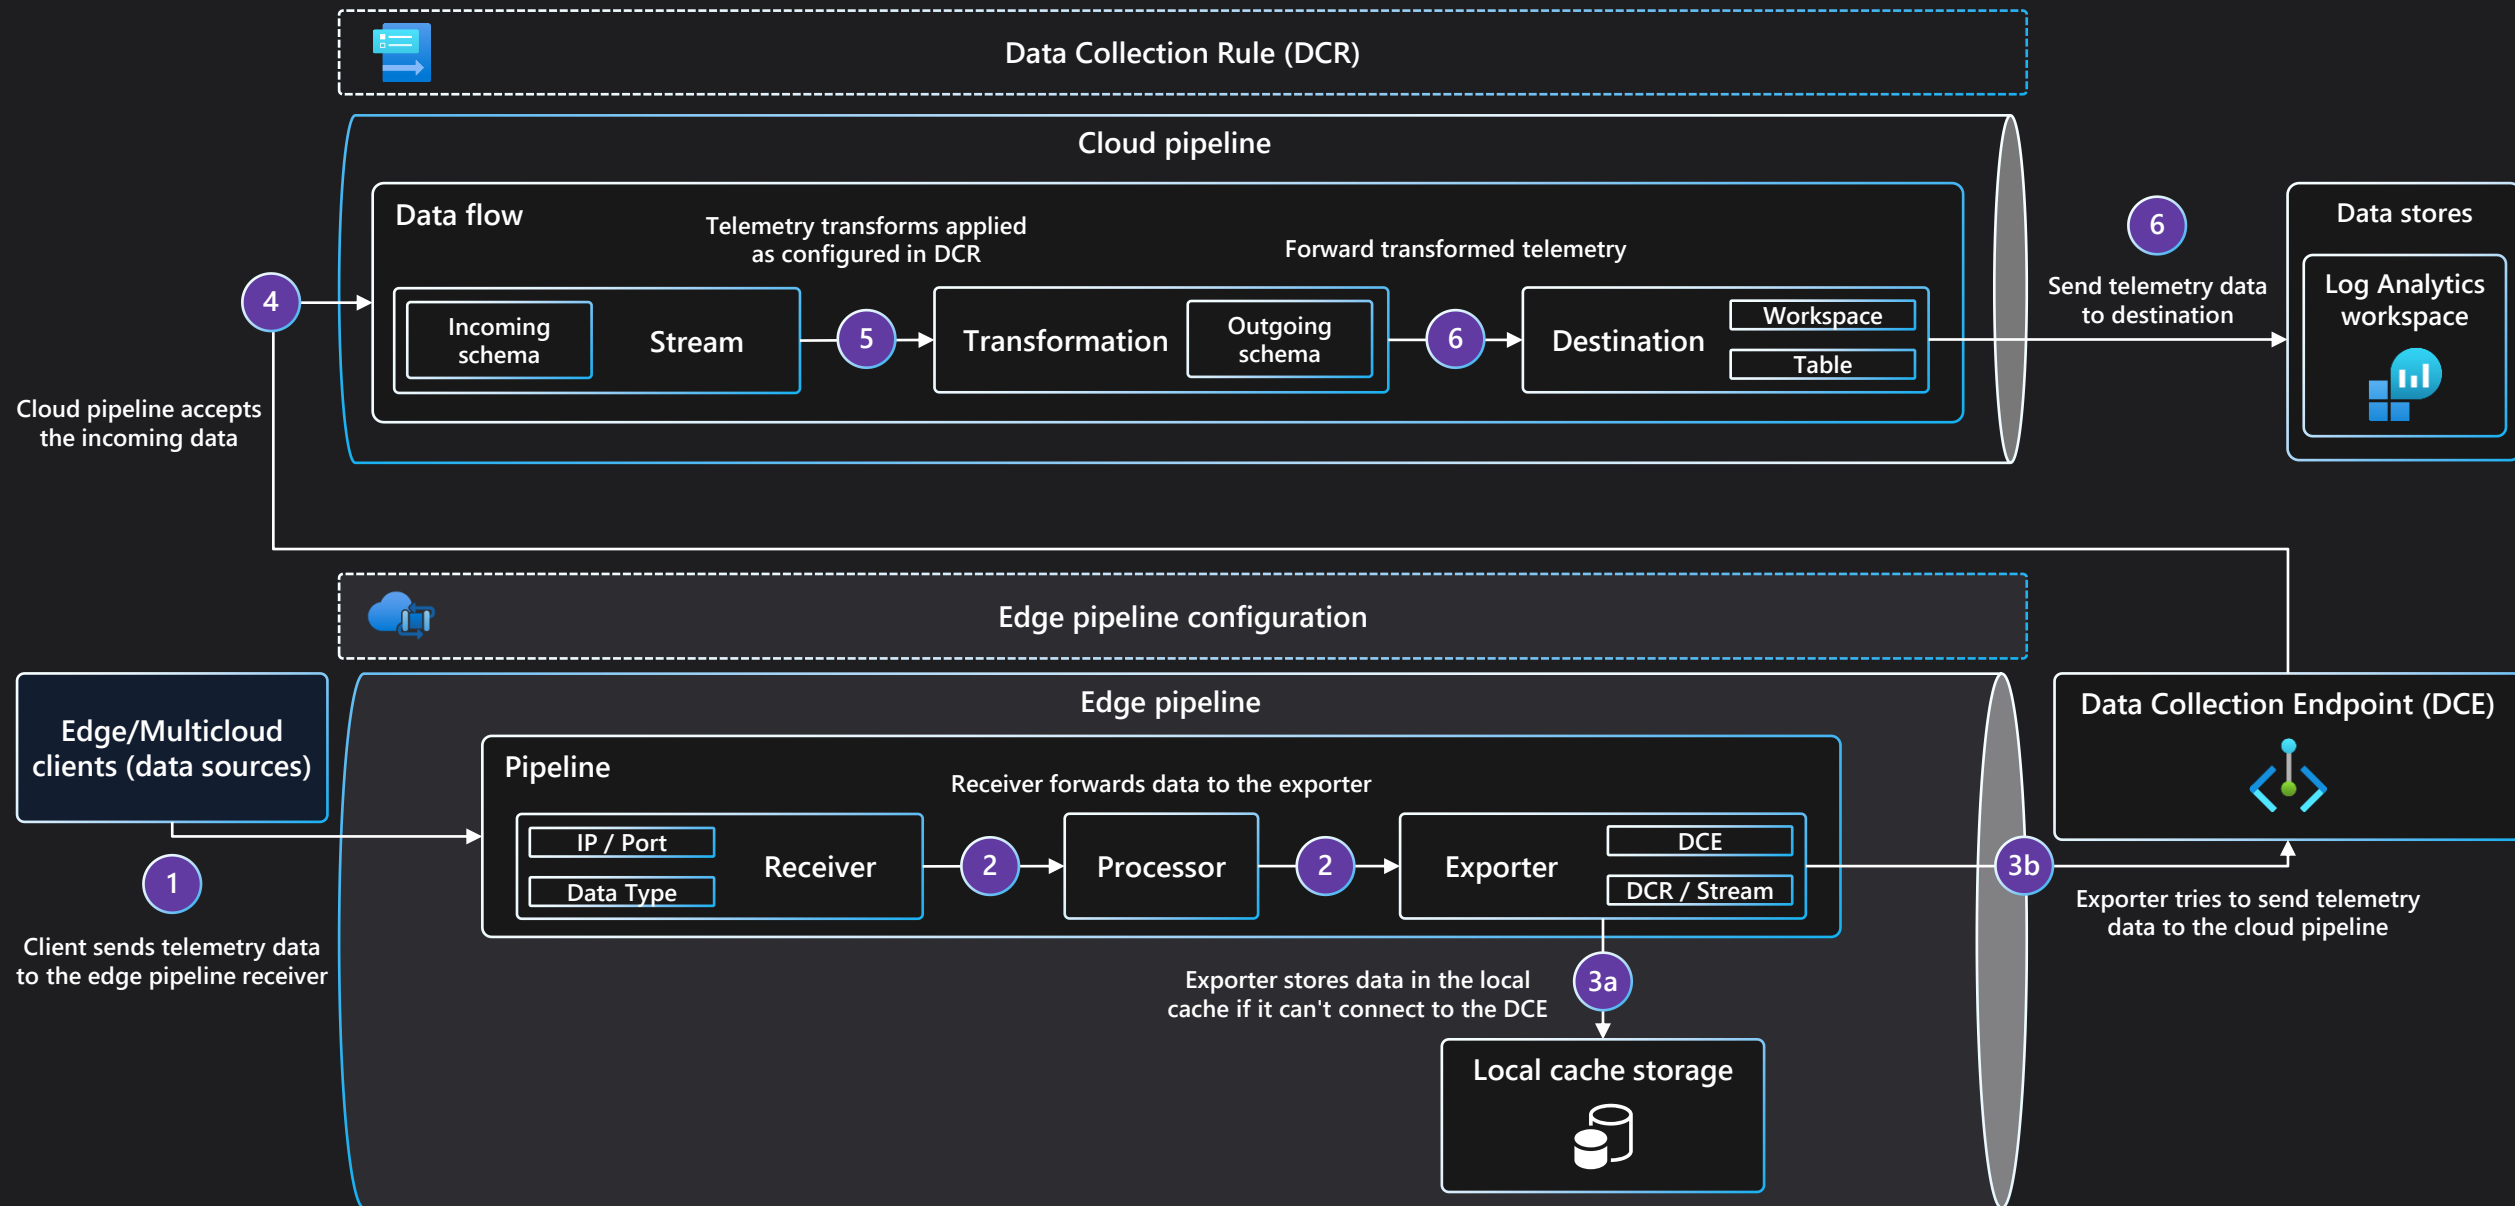 Data Collection Rule (DCR)
Cloud pipeline
Data flow
Telemetry transforms applied
as configured in DCR
Forward transformed telemetry
4
Incoming
schema
Stream
5
Transformation
Outgoing
schema
6
Destination
Workspace
Table
6
Send telemetry data
to destination
Data stores
Log Analytics
workspace
Cloud pipeline accepts
the incoming data
Edge pipeline configuration
Edge/Multicloud
clients (data sources)
Edge pipeline
Pipeline
Receiver forwards data to the exporter
IP / Port
Data Type
Receiver
2
Processor
2
Exporter
DCE
DCR / Stream
3b
Data Collection Endpoint (DCE)
Exporter tries to send telemetry
data to the cloud pipeline
1
Client sends telemetry data
to the edge pipeline receiver
Exporter stores data in the local
cache if it can't connect to the DCE
3a
Local cache storage